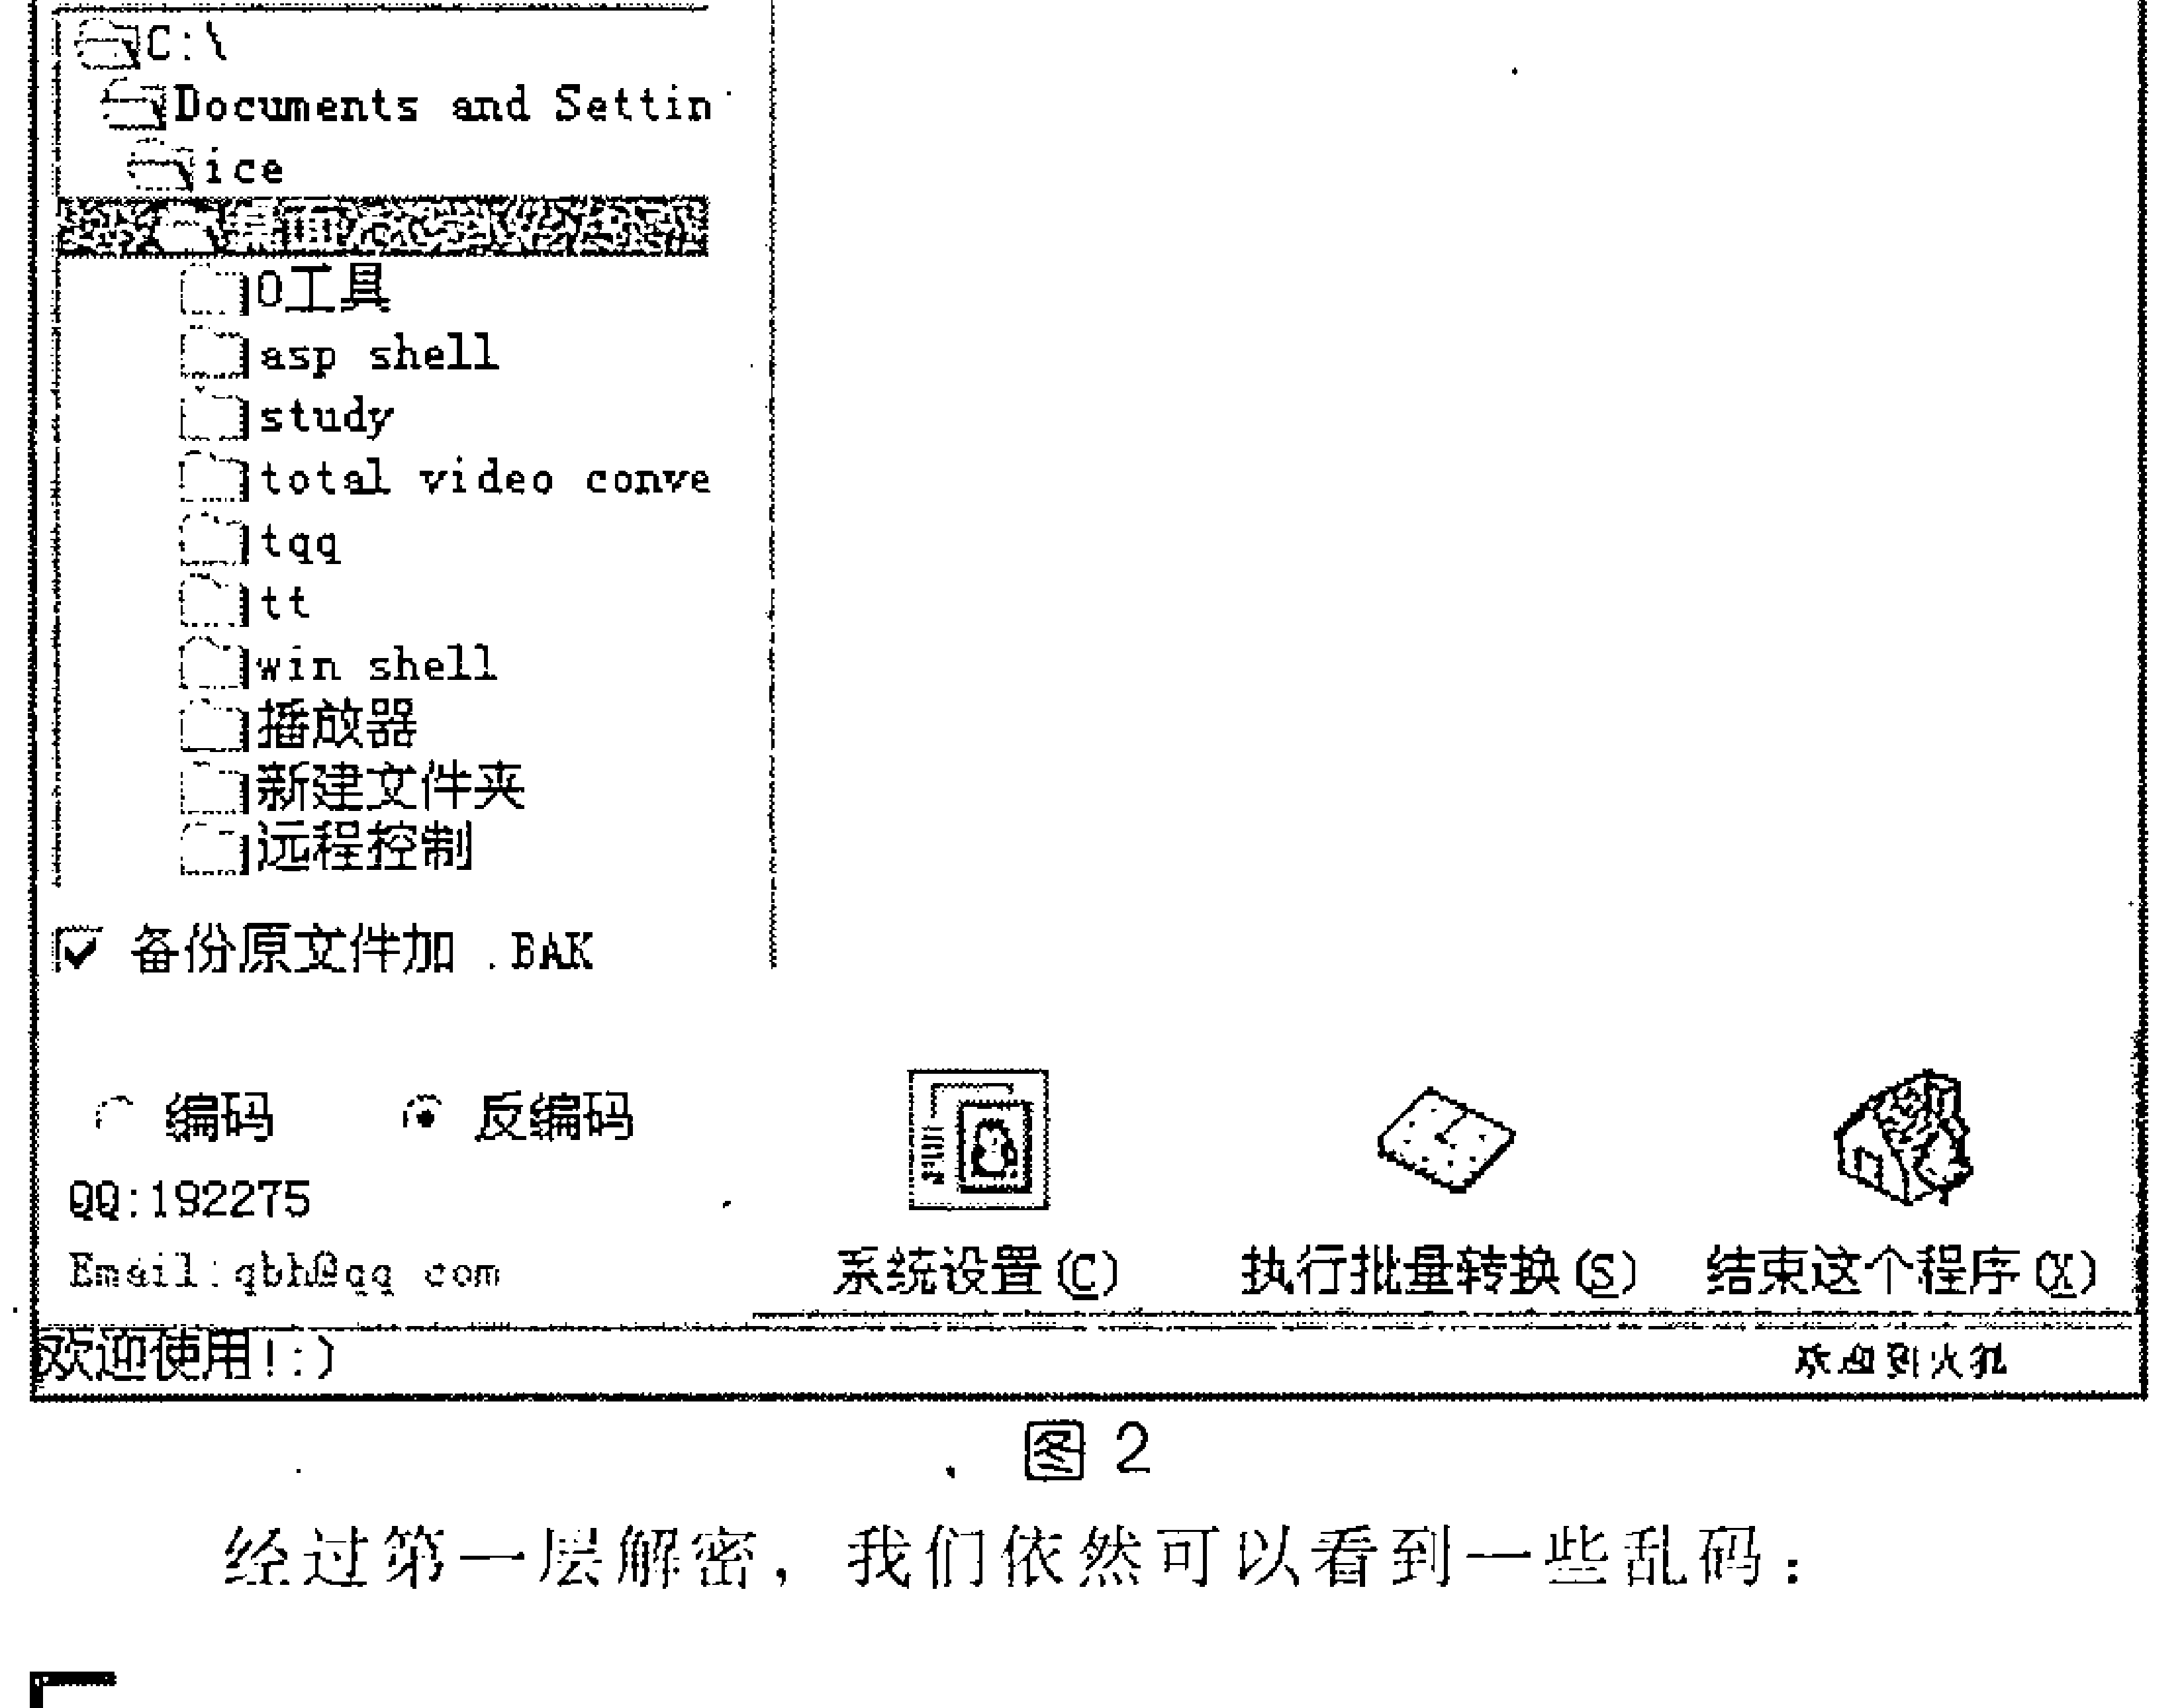 C:\
Documents and Settin
ice
桌面
0工具
asp shell
study
total video conve
tqq
tt
win shell
播放器
新建文件夹
远程控制
备份原文件加 .BAK
编码 反编码
QQ:192275
Email:qbh@qq.com
系统设置(C) 执行批量转换(S) 结束这个程序(X)
欢迎使用!:)
图 2
经过第一层解密，我们依然可以看到一些乱码：